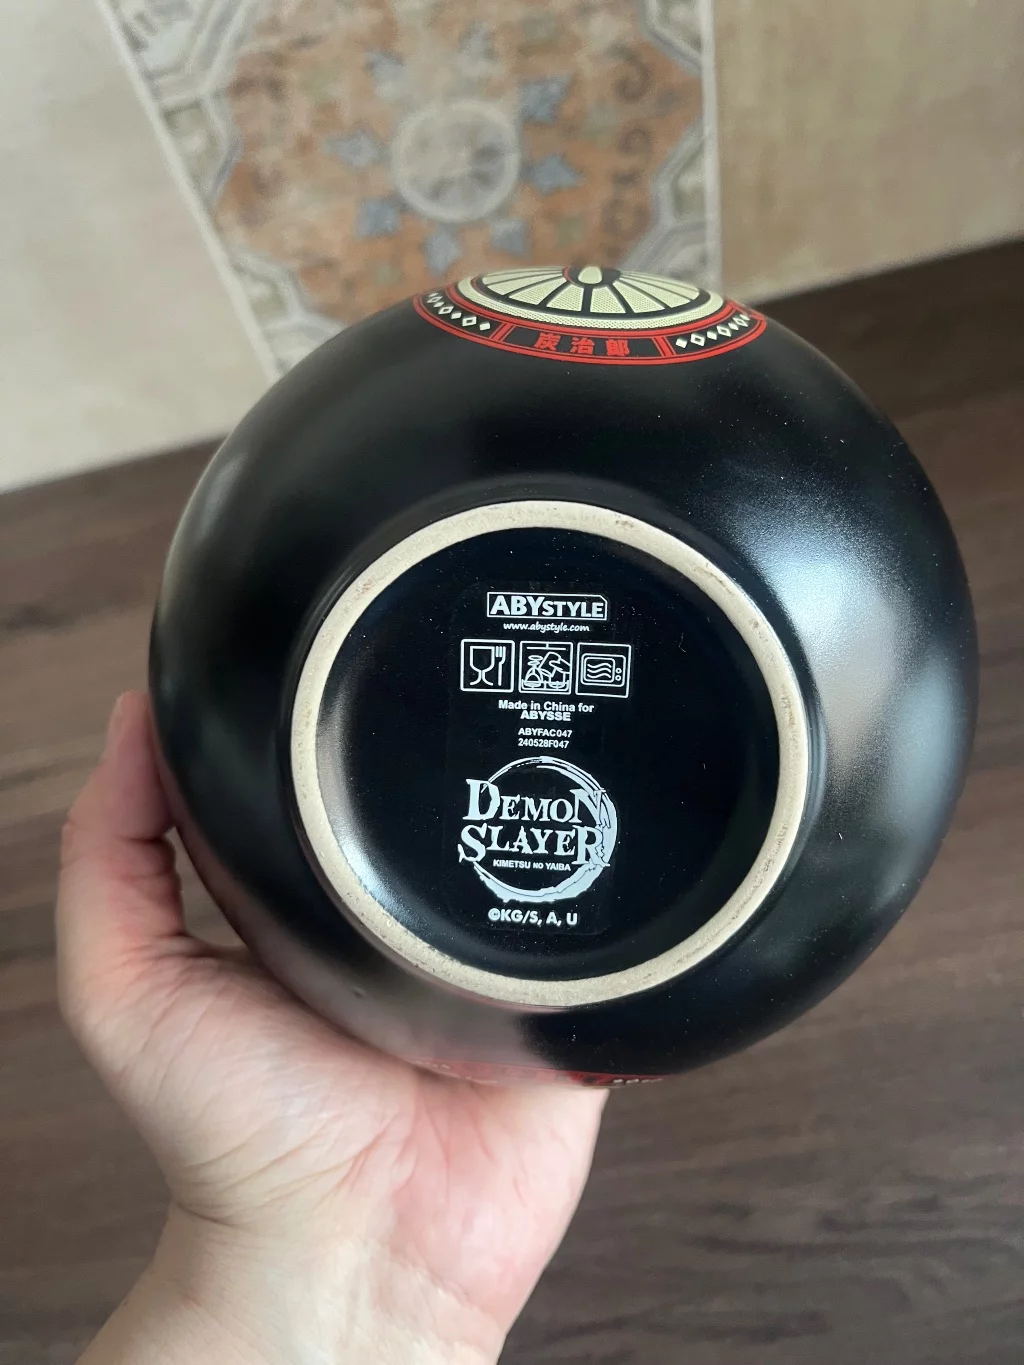 炭治郎
ABYSTYLE
www.abystyle.com
Made in China for
ABYSSE
ABYFAC047
240528F047
DEMON
SLAYER
KIMETSU NO YAIBA
©KG/S, A, U